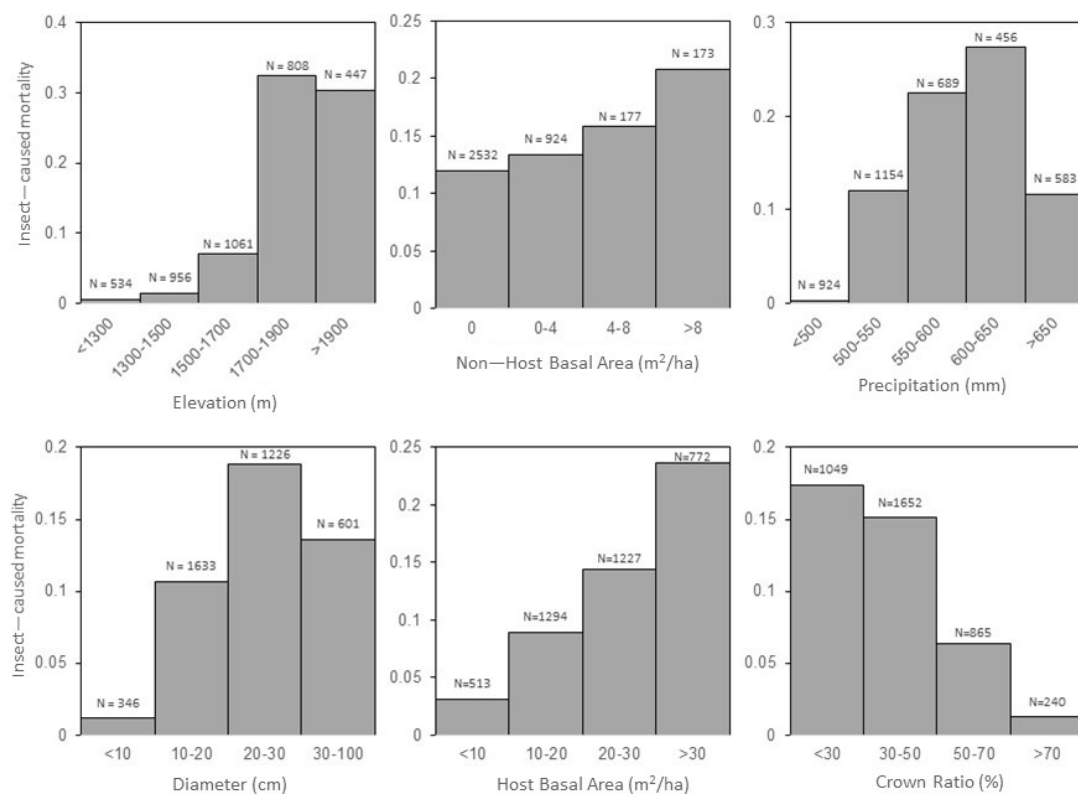 Insect—caused mortality
0.4
0.3
0.2
0.1
0
N = 534
N = 956
N = 1061
N = 808
N = 447
<1300
1300-1500
1500-1700
1700-1900
>1900
Elevation (m)
0.25
0.2
0.15
0.1
0.05
0
N = 2532
N = 924
N = 177
N = 173
0
0-4
4-8
>8
Non—Host Basal Area (m²/ha)
0.3
0.2
0.1
0
N = 924
N = 1154
N = 689
N = 456
N = 583
<500
500-550
550-600
600-650
>650
Precipitation (mm)
Insect—caused mortality
0.2
0.15
0.1
0.05
0
N = 346
N = 1633
N = 1226
N = 601
<10
10-20
20-30
30-100
Diameter (cm)
0.25
0.2
0.15
0.1
0.05
0
N=513
N=1294
N=1227
N=772
<10
10-20
20-30
>30
Host Basal Area (m²/ha)
0.2
0.15
0.1
0.05
0
N=1049
N=1652
N=865
N=240
<30
30-50
50-70
>70
Crown Ratio (%)